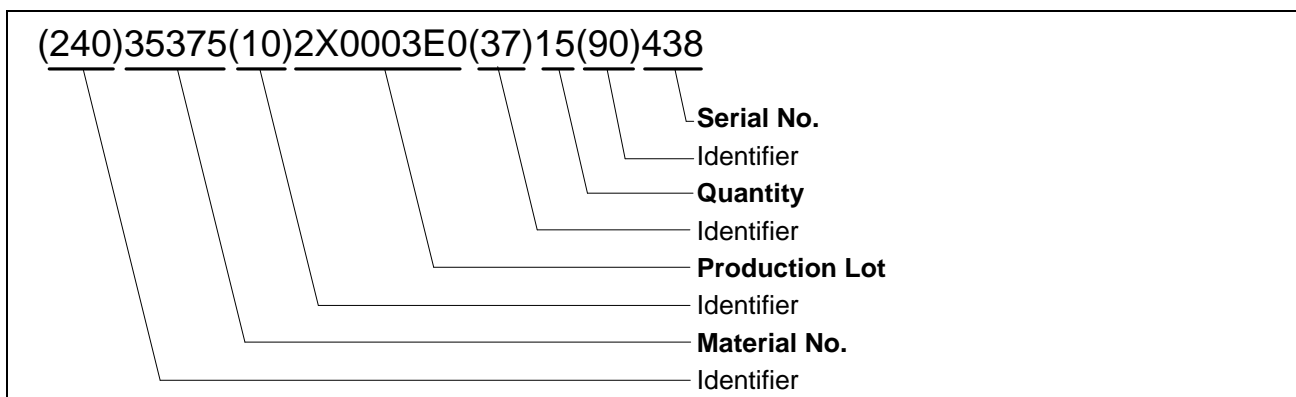 (240)35375(10)2X0003E0(37)15(90)438
Serial No.
Identifier
Quantity
Identifier
Production Lot
Identifier
Material No.
Identifier